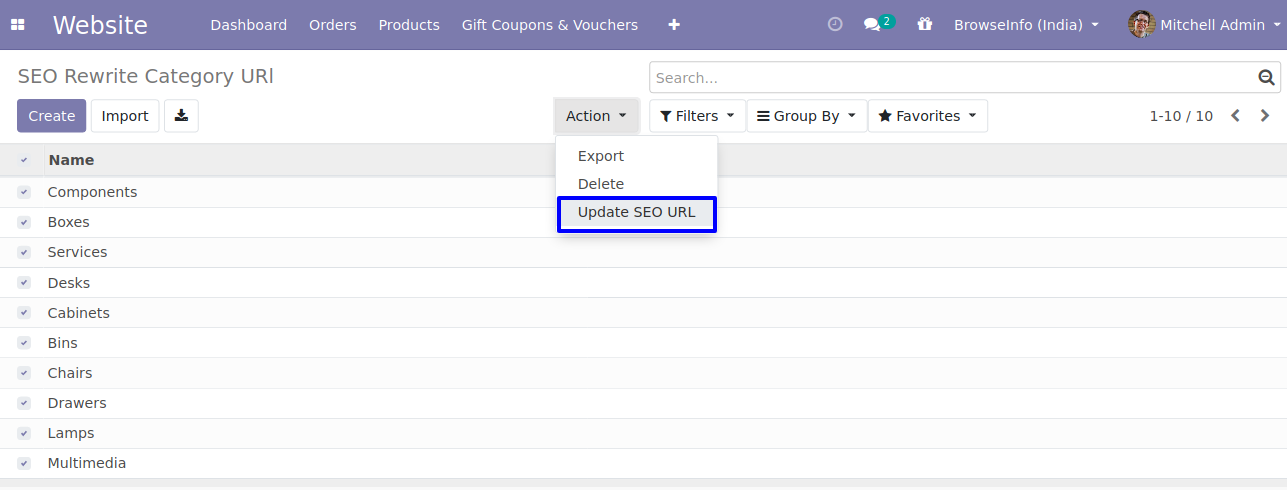 Website Dashboard Orders Products Gift Coupons & Vouchers 2 BrowseInfo (India) Mitchell Admin
SEO Rewrite Category URl Search...
Create Import Action Filters Group By Favorites 1-10 / 10
Export
Delete
Update SEO URL
Name
Components
Boxes
Services
Desks
Cabinets
Bins
Chairs
Drawers
Lamps
Multimedia